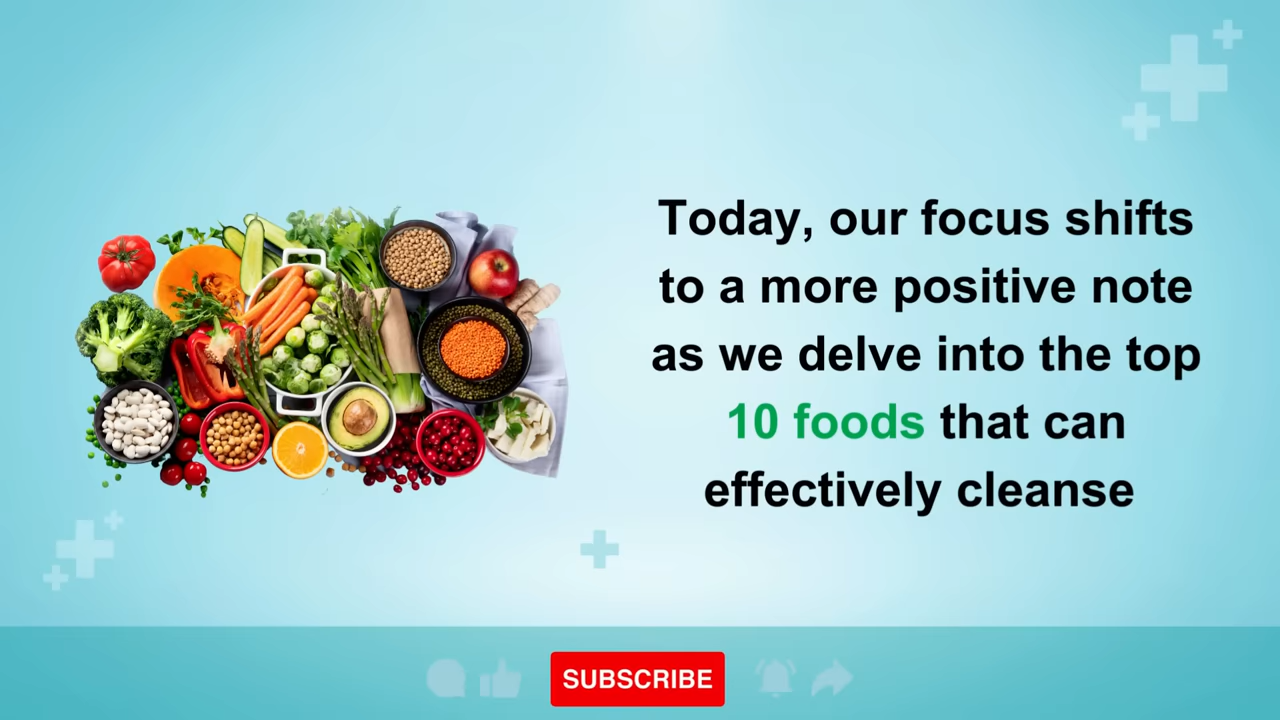 Today, our focus shifts
to a more positive note
as we delve into the top
10 foods that can
effectively cleanse
SUBSCRIBE